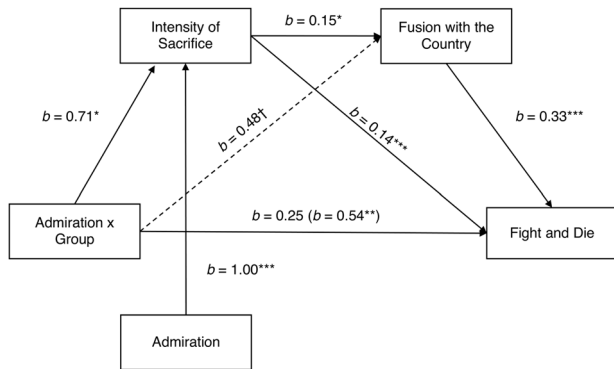 Intensity of
Sacrifice
b = 0.15*
Fusion with the
Country
b = 0.71*
b = 0.48†
b = 0.14***
b = 0.33***
Admiration x
Group
b = 0.25 (b = 0.54**)
Fight and Die
b = 1.00***
Admiration